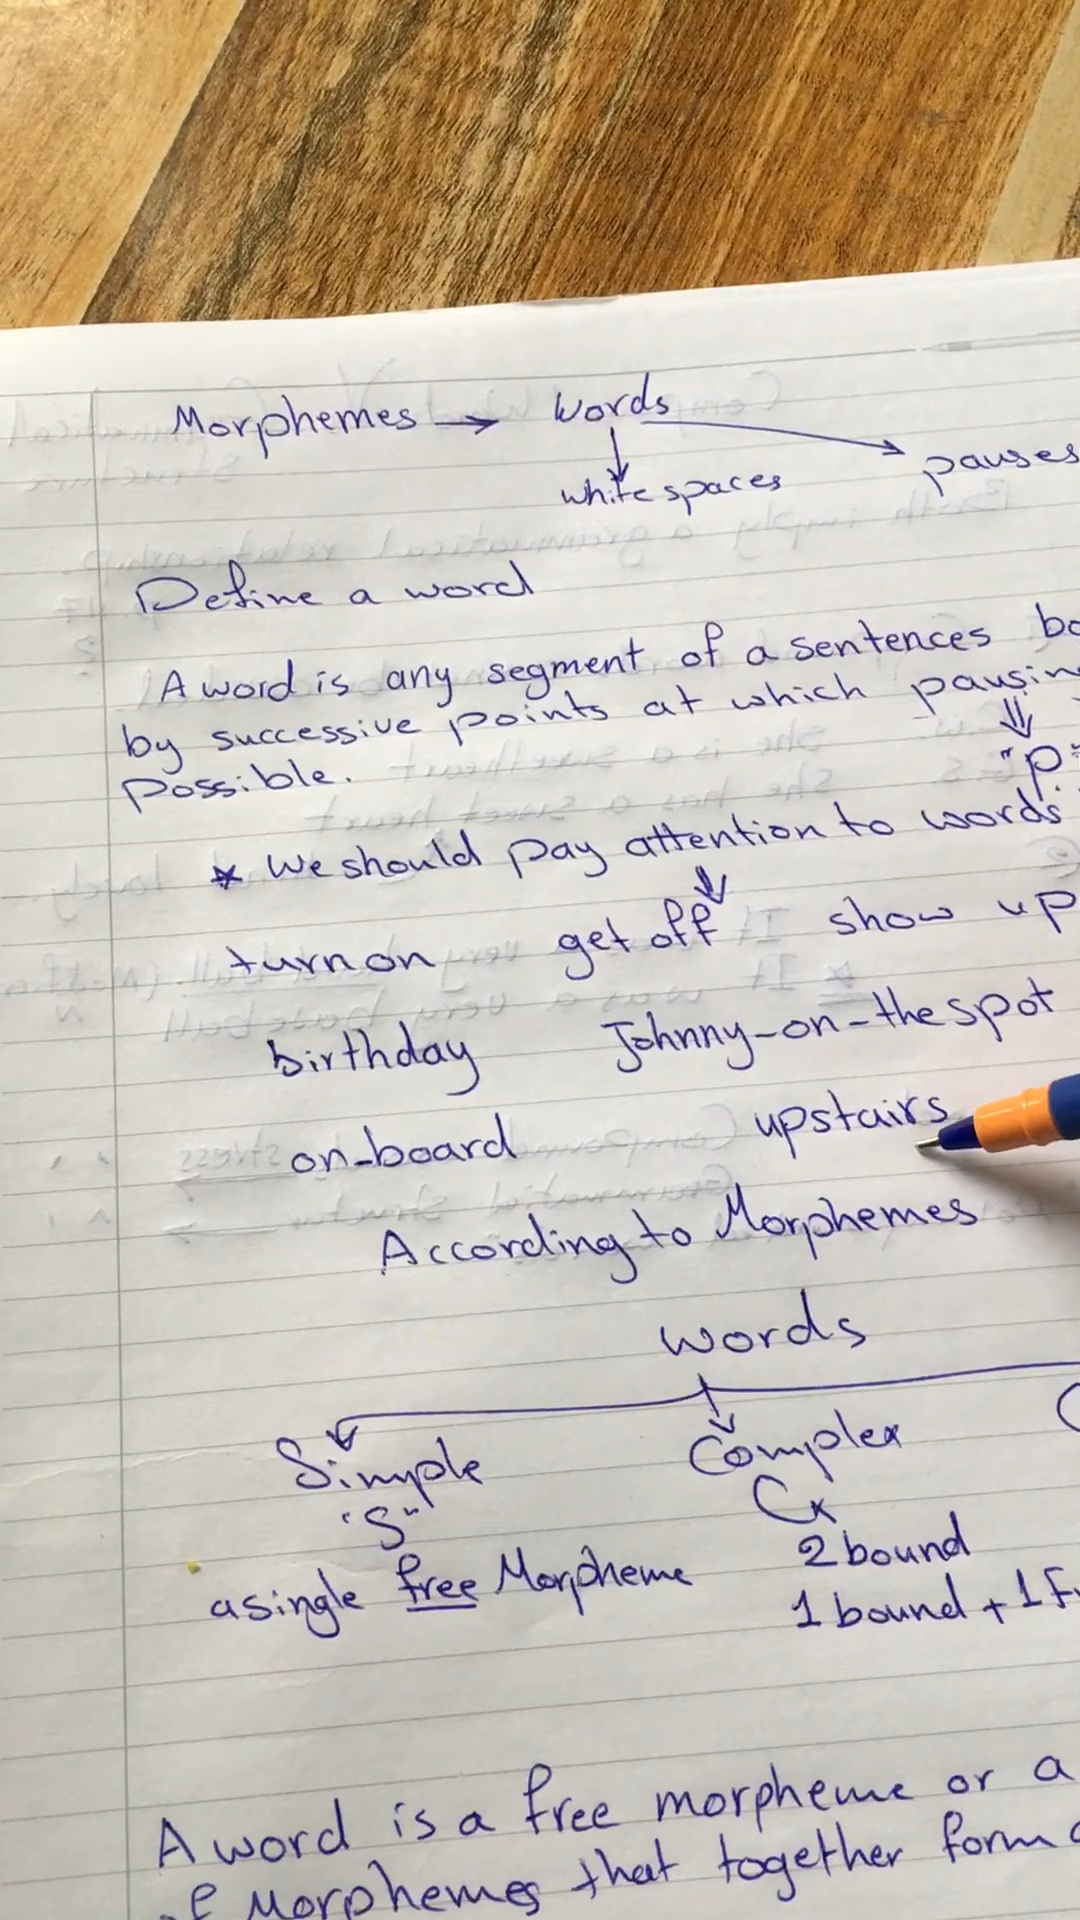 Morphemes → Words
white spaces
pauses
Define a word
A word is any segment of a sentences bo
by successive points at which pausin
possible.
"P"
* We should pay attention to words
turn on get off show up
birthday Johnny-on-the spot
on-board upstairs
According to Morphemes
words
Simple Complex C
"S" Cx
2 bound
a single free Morpheme
1 bound + 1 Fr
A word is a free morpheme or a
of Morphemes that together form a